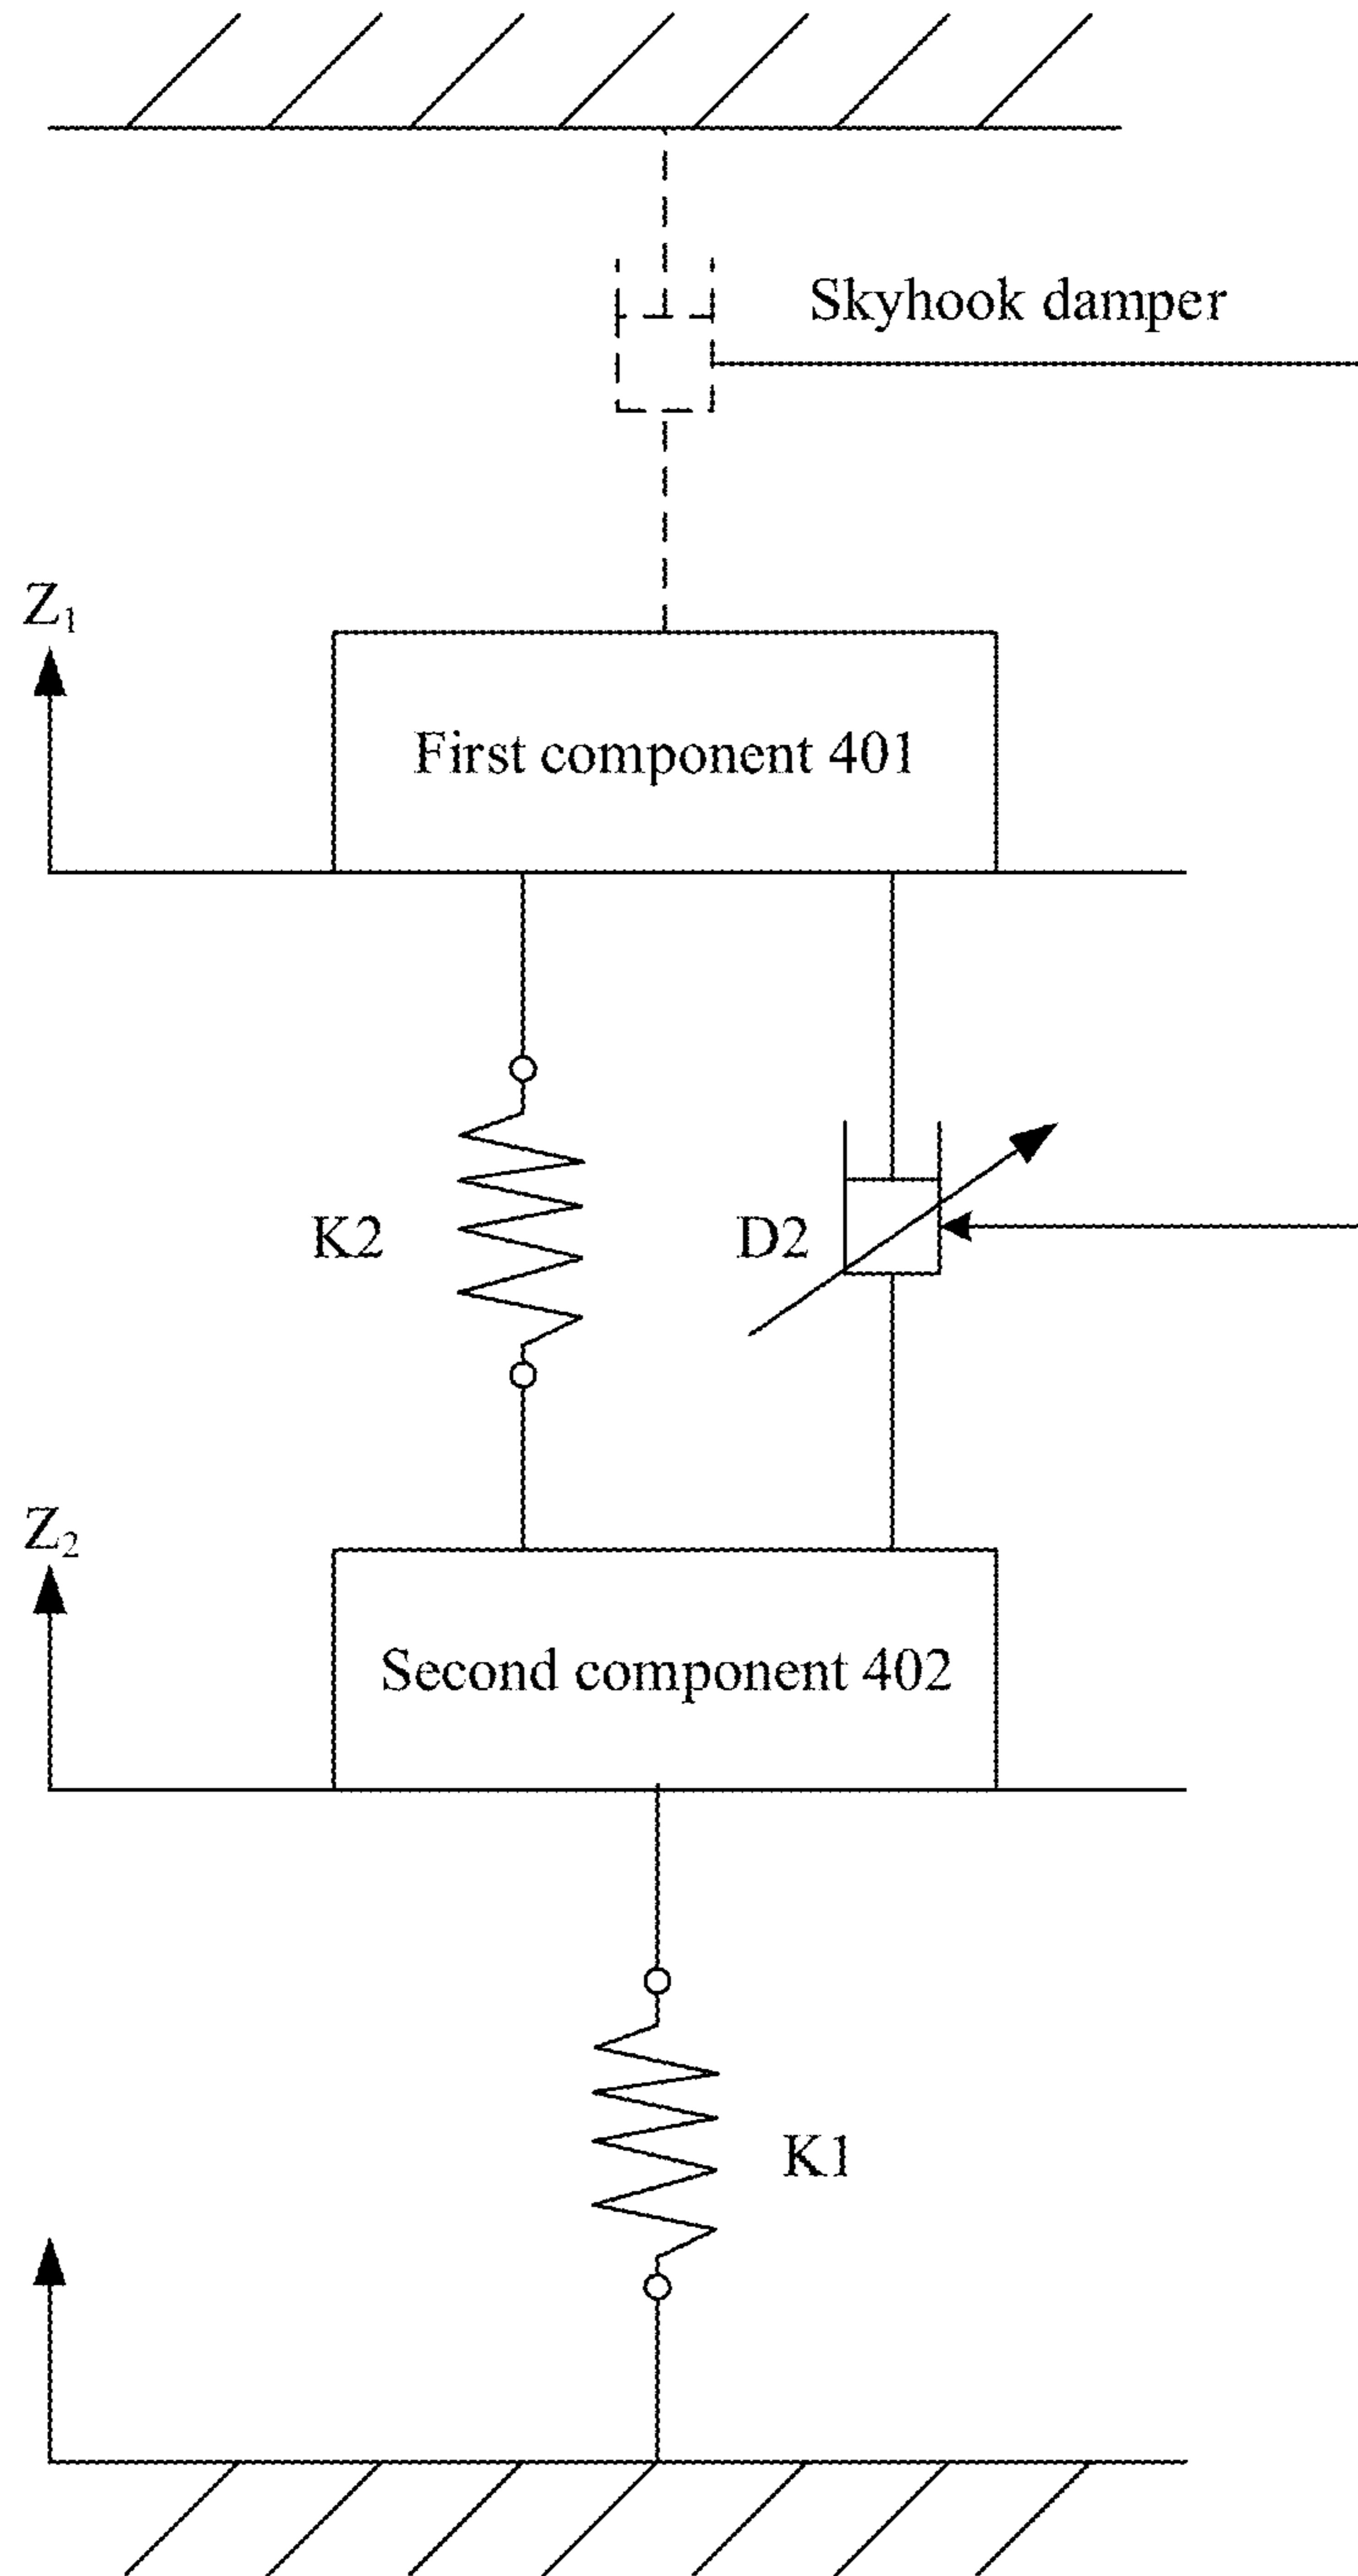 Skyhook damper
Z₁
First component 401
K2
D2
Z₂
Second component 402
K1